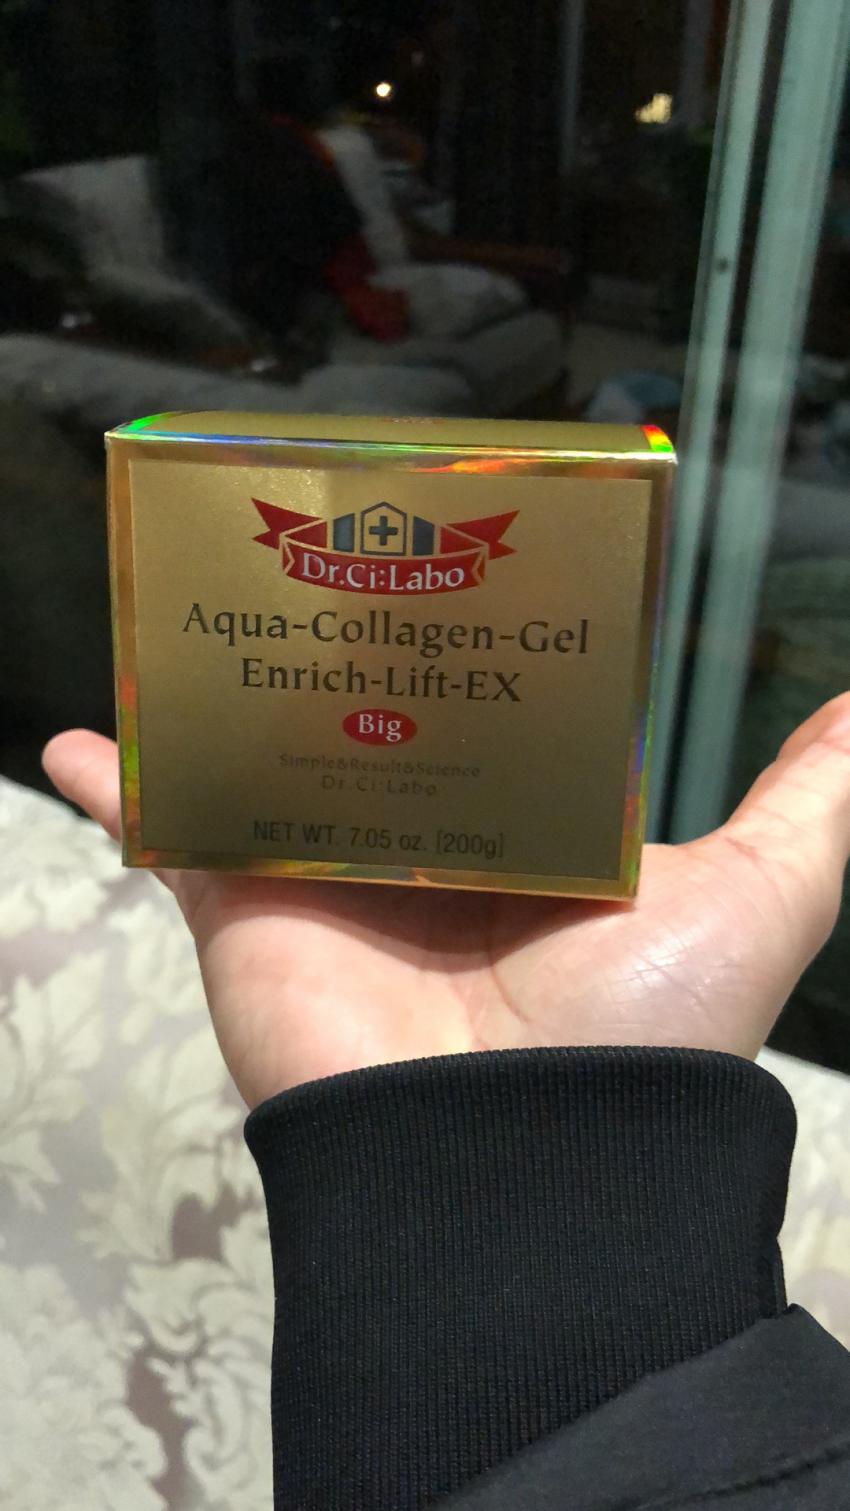 Dr.Ci:Labo
Aqua-Collagen-Gel
Enrich-Lift-EX
Big
Simple&Result&Science
Dr.Ci:Labo
NET WT. 7.05 oz. [200g]